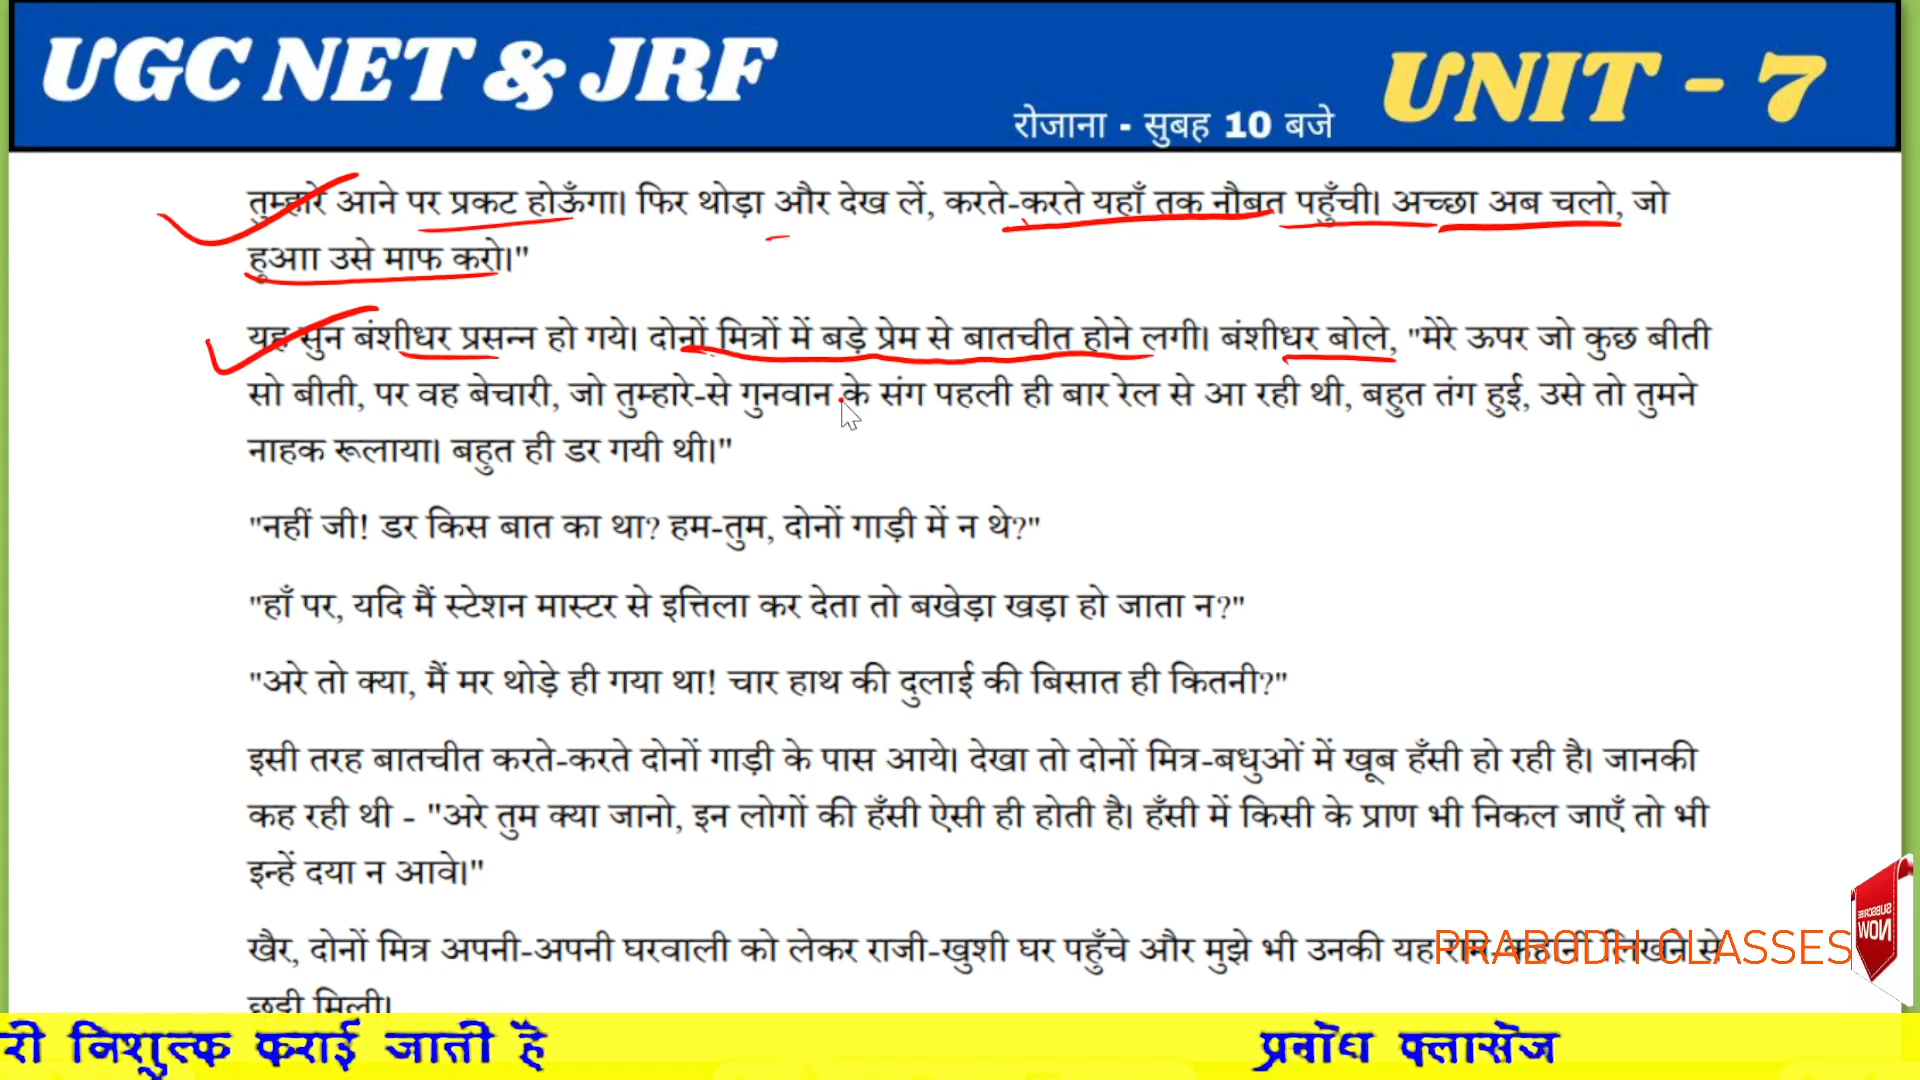 UGC NET & JRF
रोजाना - सुबह 10 बजे
UNIT - 7
तुम्हारे आने पर प्रकट होऊँगा। फिर थोड़ा और देख लें, करते-करते यहाँ तक नौबत पहुँची। अच्छा अब चलो, जो
हूआा उसे माफ करो।"
यह सुन बंशीधर प्रसन्न हो गये। दोनों मित्रों में बड़े प्रेम से बातचीत होने लगी। बंशीधर बोले, "मेरे ऊपर जो कुछ बीती
सो बीती, पर वह बेचारी, जो तुम्हारे-से गुनवान के संग पहली ही बार रेल से आ रही थी, बहुत तंग हुई, उसे तो तुमने
नाहक रूलाया। बहुत ही डर गयी थी।"
"नहीं जी! डर किस बात का था? हम-तुम, दोनों गाड़ी में न थे?"
"हाँ पर, यदि मैं स्टेशन मास्टर से इत्तिला कर देता तो बखेड़ा खड़ा हो जाता न?"
"अरे तो क्या, मैं मर थोड़े ही गया था! चार हाथ की दुलाई की बिसात ही कितनी?"
इसी तरह बातचीत करते-करते दोनों गाड़ी के पास आये। देखा तो दोनों मित्र-बधुओं में खूब हँसी हो रही है। जानकी
कह रही थी - "अरे तुम क्या जानो, इन लोगों की हँसी ऐसी ही होती है। हँसी में किसी के प्राण भी निकल जाएँ तो भी
इन्हें दया न आवे।"
खैर, दोनों मित्र अपनी-अपनी घरवाली को लेकर राजी-खुशी घर पहुँचे और मुझे भी उनकी यह राम-कहानी लिखने से
छुट्टी मिली।
PRABODH CLASSES
SUBSCRIBE NOW
री निशुल्क कराई जाती है
प्रबोध क्लासेज